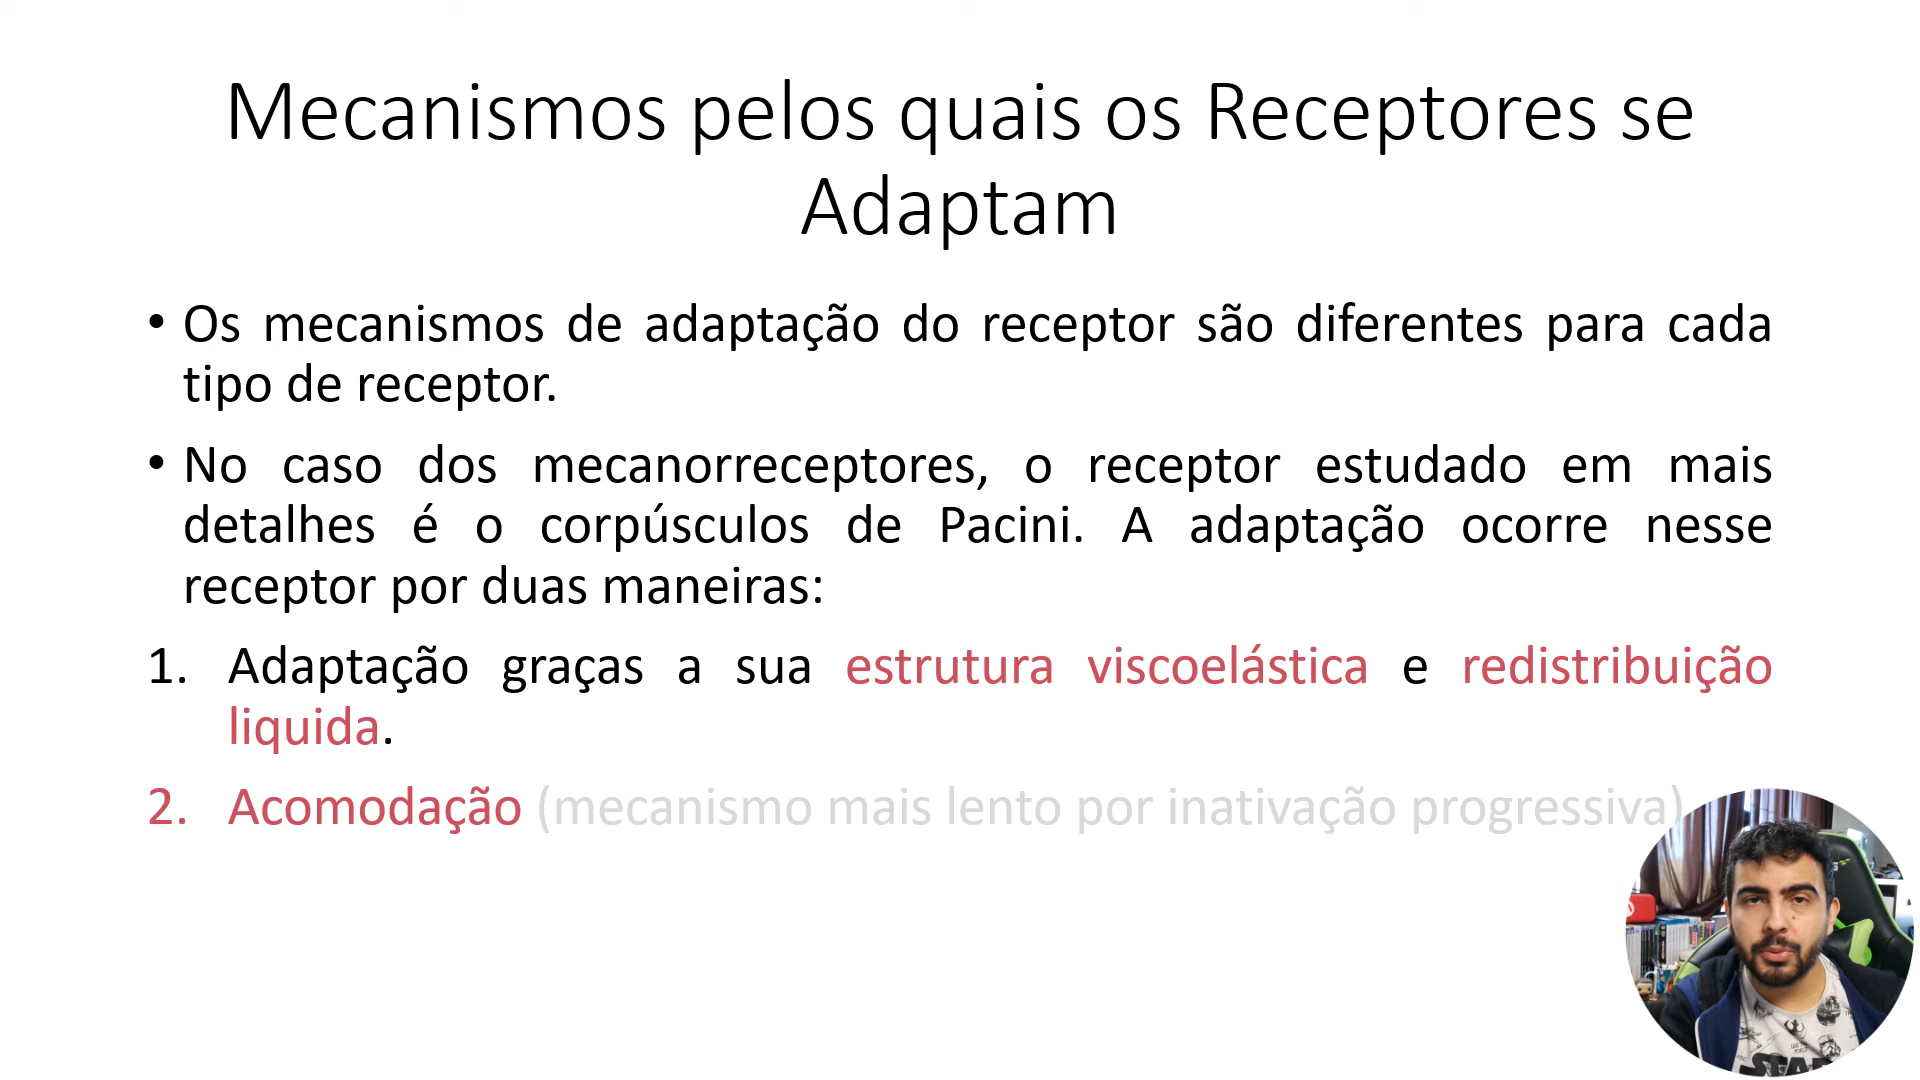 Mecanismos pelos quais os Receptores se
Adaptam
• Os mecanismos de adaptação do receptor são diferentes para cada
tipo de receptor.
• No caso dos mecanorreceptores, o receptor estudado em mais
detalhes é o corpúsculos de Pacini. A adaptação ocorre nesse
receptor por duas maneiras:
1. Adaptação graças a sua estrutura viscoelástica e redistribuição
liquida.
2. Acomodação (mecanismo mais lento por inativação progressiva)